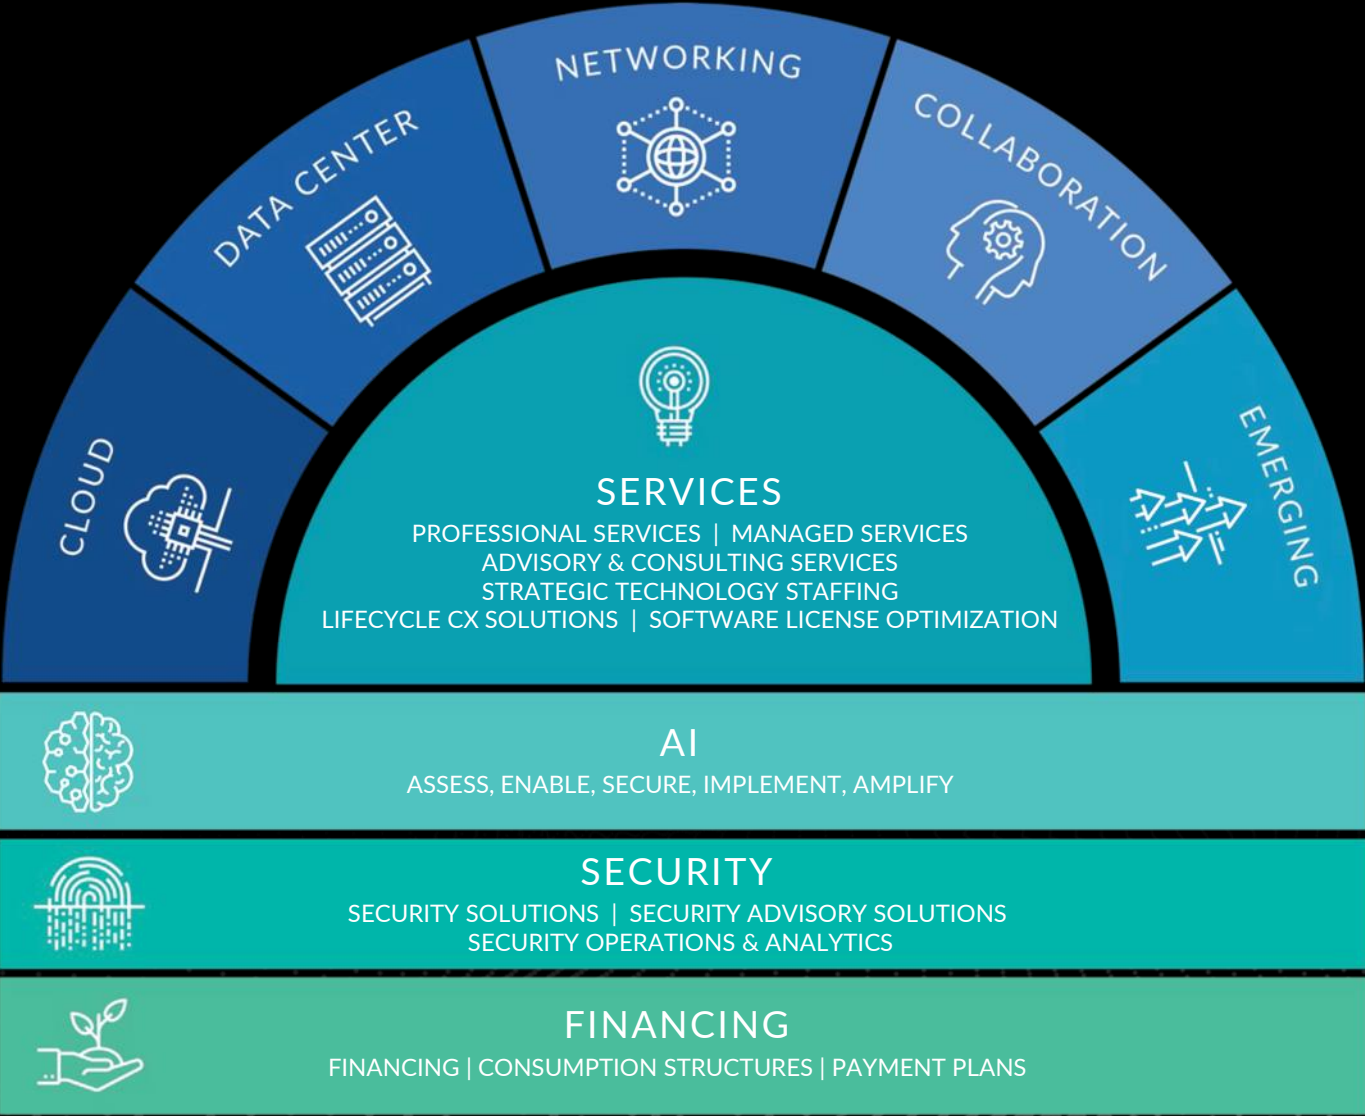 CLOUD
DATA CENTER
NETWORKING
COLLABORATION
EMERGING
SERVICES
PROFESSIONAL SERVICES | MANAGED SERVICES
ADVISORY & CONSULTING SERVICES
STRATEGIC TECHNOLOGY STAFFING
LIFECYCLE CX SOLUTIONS | SOFTWARE LICENSE OPTIMIZATION
AI
ASSESS, ENABLE, SECURE, IMPLEMENT, AMPLIFY
SECURITY
SECURITY SOLUTIONS | SECURITY ADVISORY SOLUTIONS
SECURITY OPERATIONS & ANALYTICS
FINANCING
FINANCING | CONSUMPTION STRUCTURES | PAYMENT PLANS